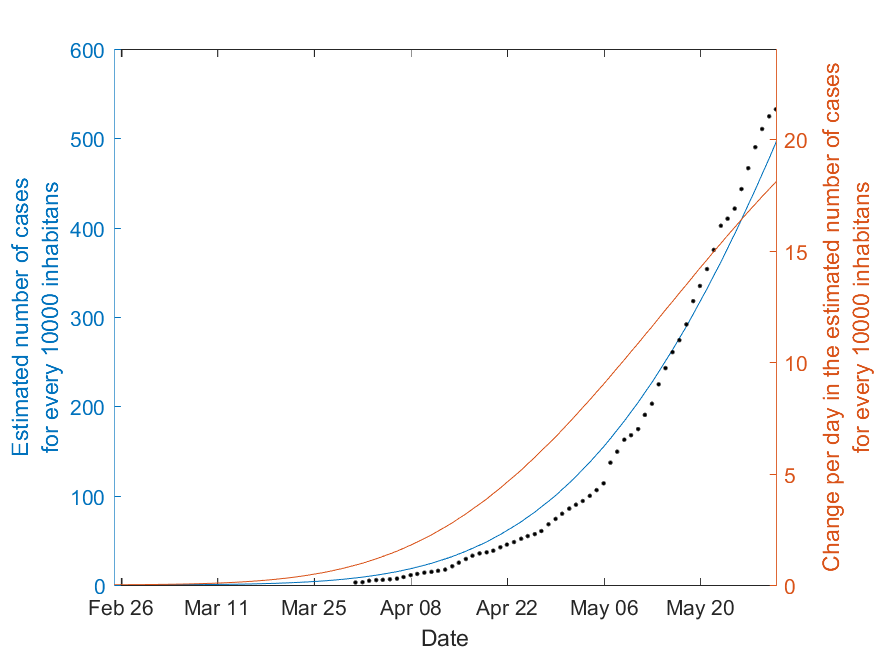 600
500
400
300
200
100
0
Estimated number of cases
for every 10000 inhabitans
20
15
10
5
0
Change per day in the estimated number of cases
for every 10000 inhabitans
Feb 26 Mar 11 Mar 25 Apr 08 Apr 22 May 06 May 20
Date